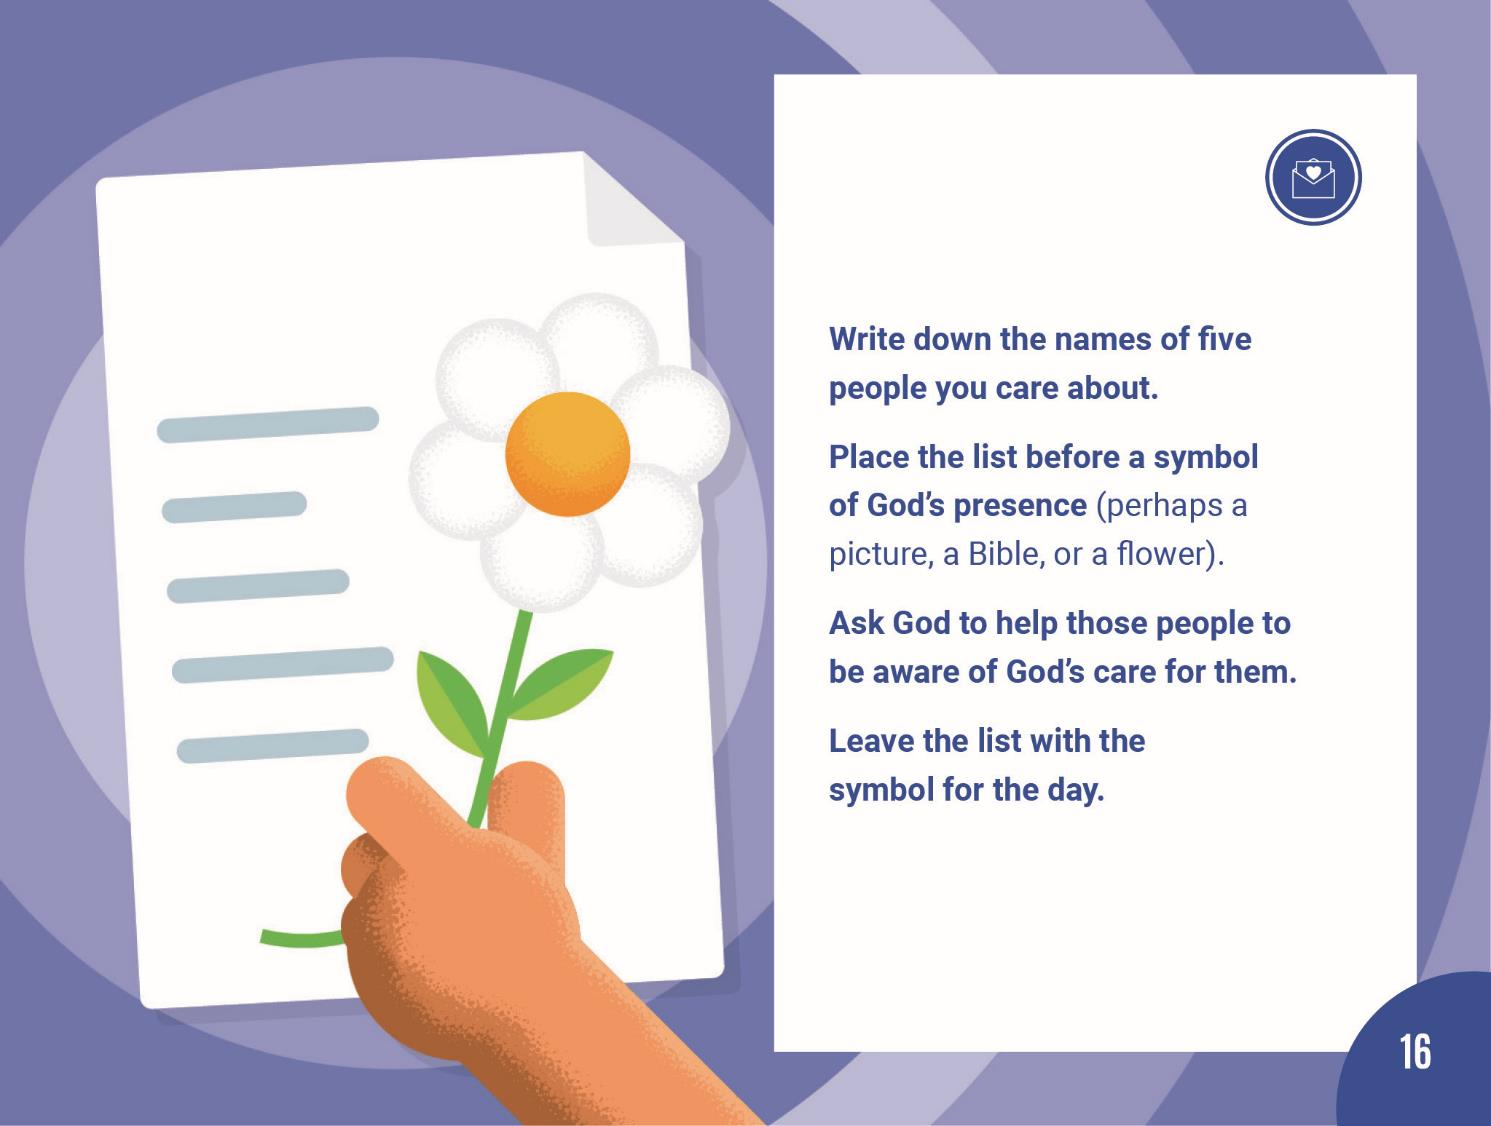 Write down the names of five
people you care about.
Place the list before a symbol
of God’s presence (perhaps a
picture, a Bible, or a flower).
Ask God to help those people to
be aware of God’s care for them.
Leave the list with the
symbol for the day.
16